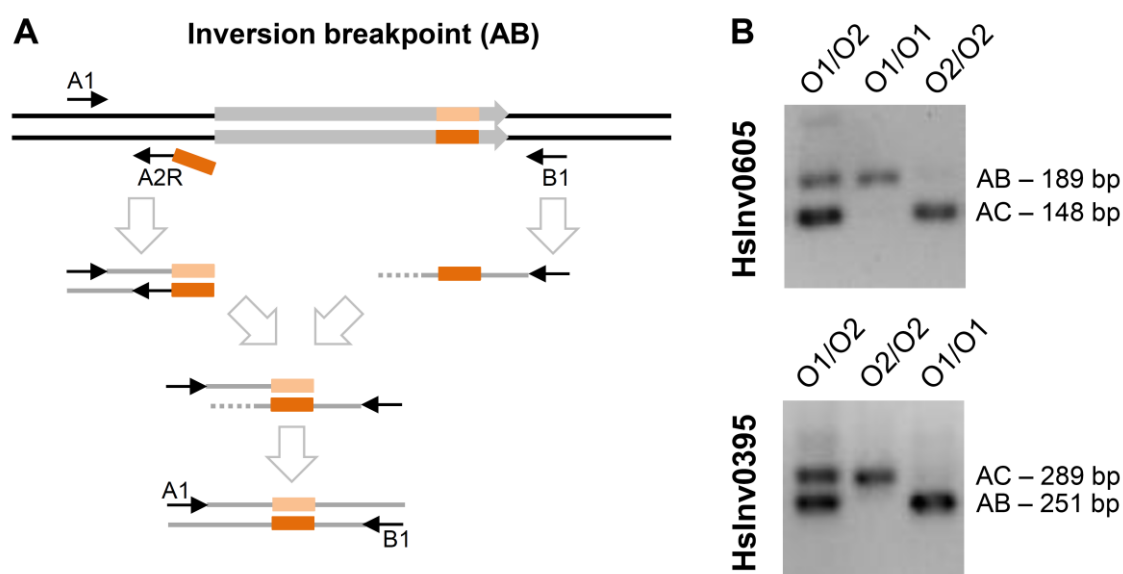 A
Inversion breakpoint (AB)
A1
A2R
B1
A1
B1
B
O1/O2
O1/O1
O2/O2
HsInv0605
AB – 189 bp
AC – 148 bp
O1/O2
O2/O2
O1/O1
HsInv0395
AC – 289 bp
AB – 251 bp